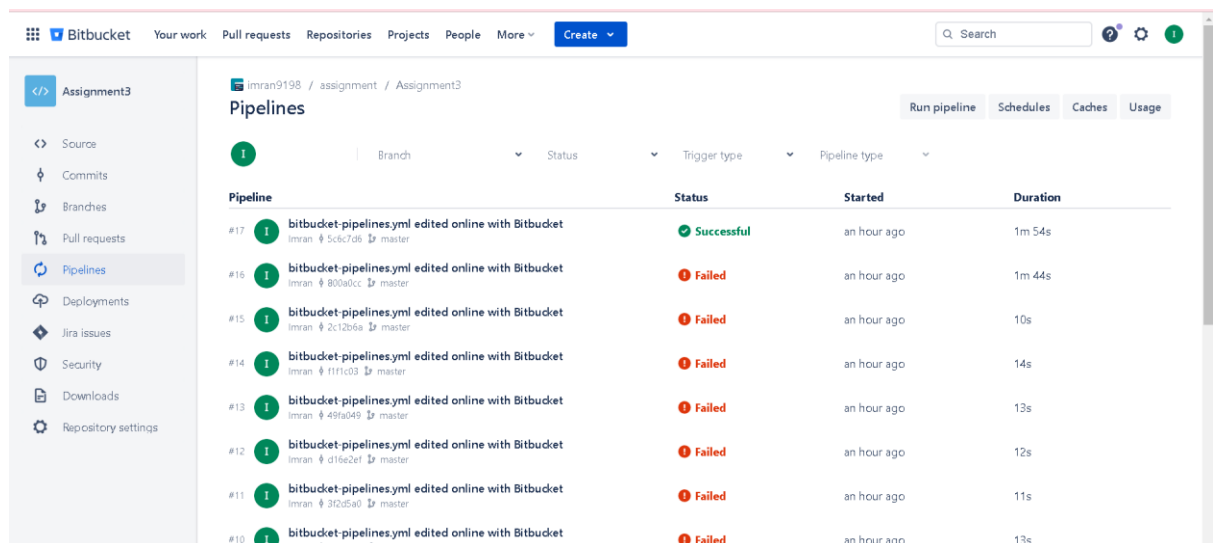 Bitbucket Your work Pull requests Repositories Projects People More Create Search I
Assignment3
imran9198 / assignment / Assignment3
Pipelines
Run pipeline Schedules Caches Usage
Source
Commits
Branches
Pull requests
Pipelines
Deployments
Jira issues
Security
Downloads
Repository settings
I Branch Status Trigger type Pipeline type
Pipeline Status Started Duration
#17 I bitbucket-pipelines.yml edited online with Bitbucket Successful an hour ago 1m 54s
Imran 5c6c7d6 master
#16 I bitbucket-pipelines.yml edited online with Bitbucket Failed an hour ago 1m 44s
Imran 800a0cc master
#15 I bitbucket-pipelines.yml edited online with Bitbucket Failed an hour ago 10s
Imran 2c12b6a master
#14 I bitbucket-pipelines.yml edited online with Bitbucket Failed an hour ago 14s
Imran f1f1c03 master
#13 I bitbucket-pipelines.yml edited online with Bitbucket Failed an hour ago 13s
Imran 49fa049 master
#12 I bitbucket-pipelines.yml edited online with Bitbucket Failed an hour ago 12s
Imran d16e2ef master
#11 I bitbucket-pipelines.yml edited online with Bitbucket Failed an hour ago 11s
Imran 3f2d5a0 master
#10 I bitbucket-pipelines.yml edited online with Bitbucket Failed an hour ago 13s